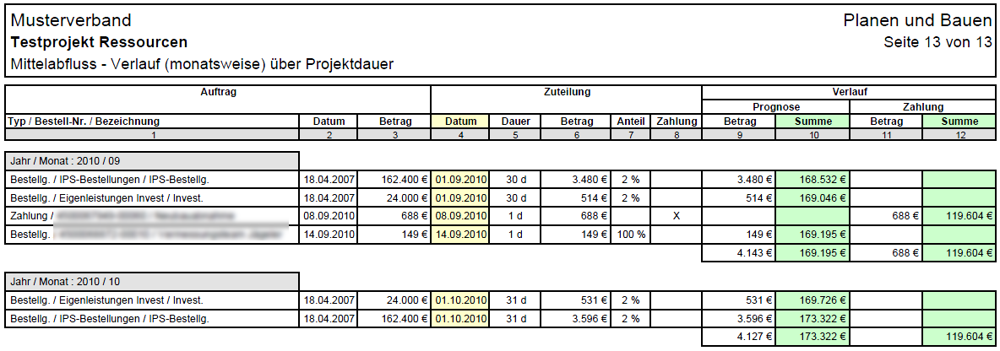 Musterverband Planen und Bauen
Testprojekt Ressourcen Seite 13 von 13
Mittelabfluss - Verlauf (monatsweise) über Projektdauer
Auftrag Zuteilung Verlauf
Prognose Zahlung
Typ / Bestell-Nr. / Bezeichnung Datum Betrag Datum Dauer Betrag Anteil Zahlung Betrag Summe Betrag Summe
1 2 3 4 5 6 7 8 9 10 11 12
Jahr / Monat : 2010 / 09
Bestellg. / IPS-Bestellungen / IPS-Bestellg. 18.04.2007 162.400 € 01.09.2010 30 d 3.480 € 2 % 3.480 € 168.532 €
Bestellg. / Eigenleistungen Invest / Invest. 18.04.2007 24.000 € 01.09.2010 30 d 514 € 2 % 514 € 169.046 €
Zahlung / 08.09.2010 688 € 08.09.2010 1 d 688 € X 688 € 119.604 €
Bestellg. 14.09.2010 149 € 14.09.2010 1 d 149 € 100 % 149 € 169.195 €
4.143 € 169.195 € 688 € 119.604 €
Jahr / Monat : 2010 / 10
Bestellg. / Eigenleistungen Invest / Invest. 18.04.2007 24.000 € 01.10.2010 31 d 531 € 2 % 531 € 169.726 €
Bestellg. / IPS-Bestellungen / IPS-Bestellg. 18.04.2007 162.400 € 01.10.2010 31 d 3.596 € 2 % 3.596 € 173.322 €
4.127 € 173.322 € 119.604 €